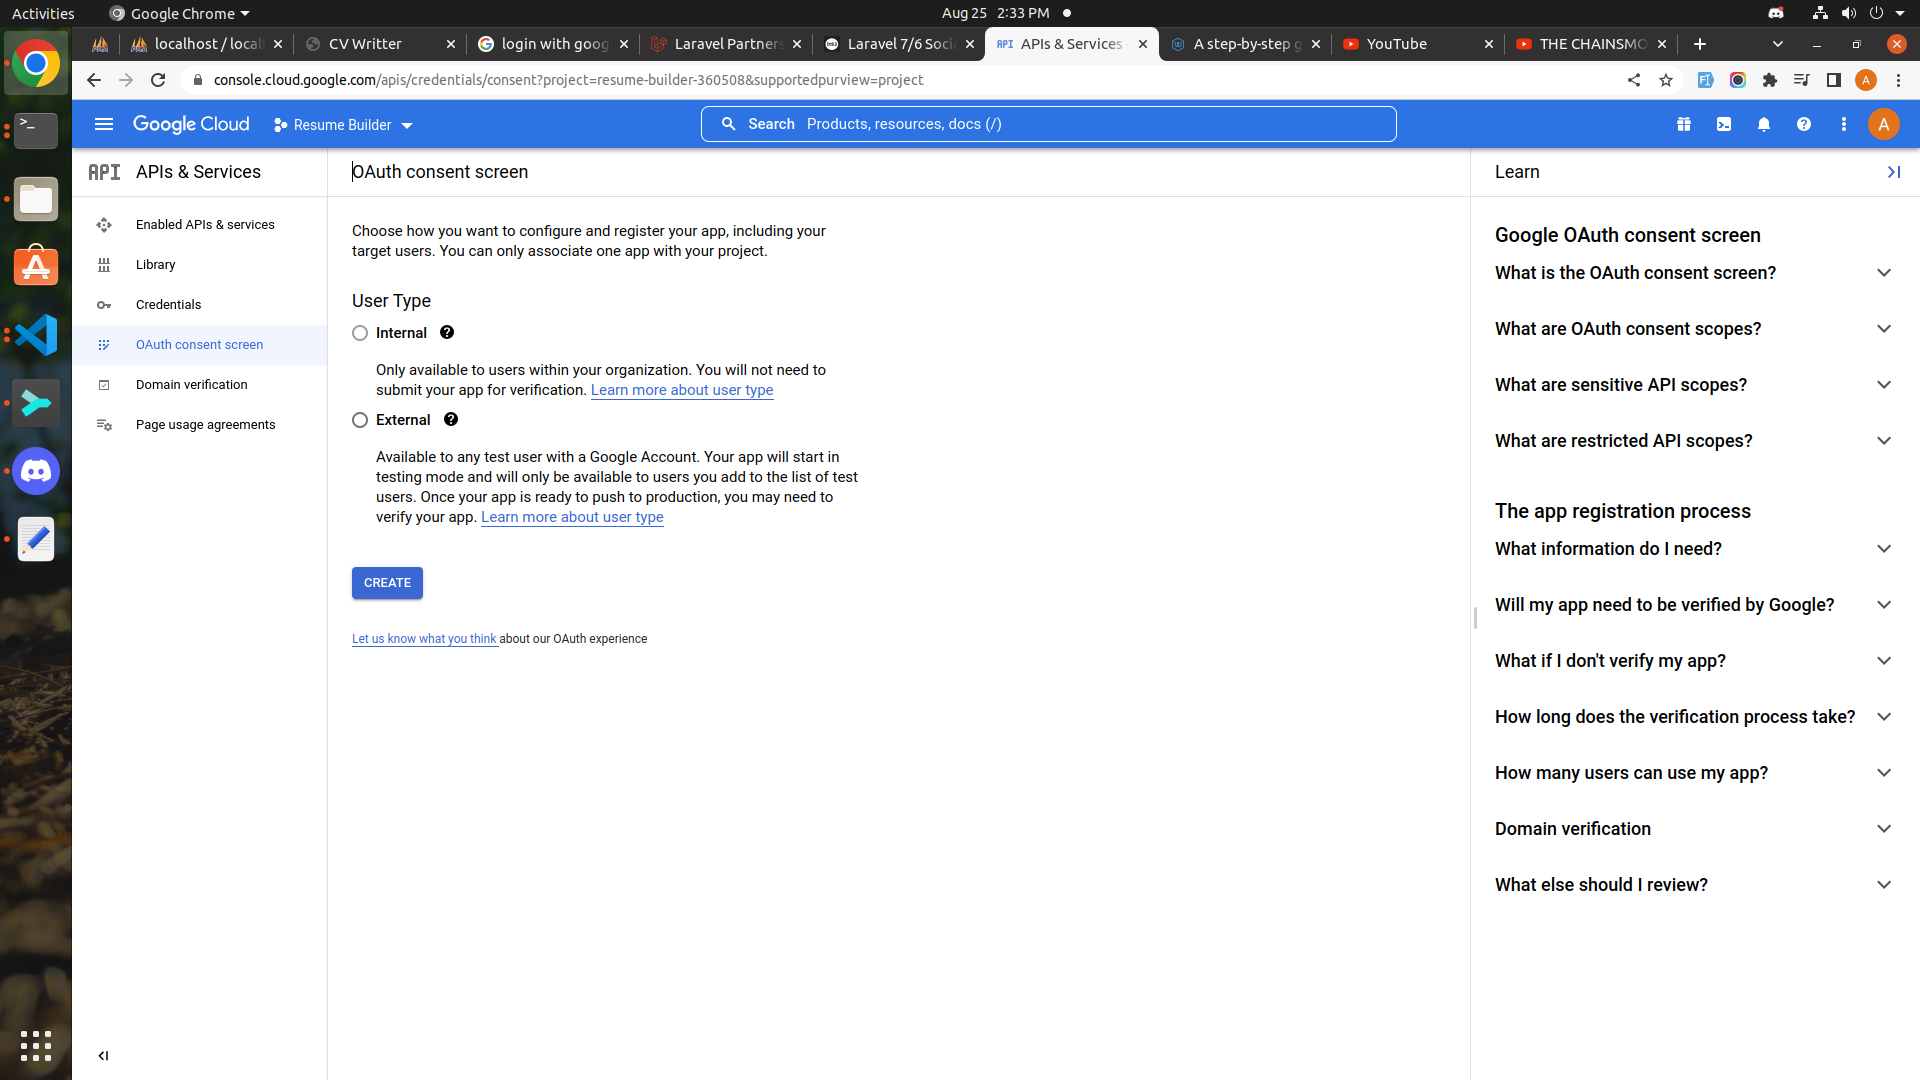 Activities
Google Chrome
Aug 25 2:33 PM
localhost / local
CV Writter
login with goog
Laravel Partners
Laravel 7/6 Socia
APIs & Services -
A step-by-step g
YouTube
THE CHAINSMO
console.cloud.google.com/apis/credentials/consent?project=resume-builder-360508&supportedpurview=project
A
Google Cloud
Resume Builder
Search Products, resources, docs (/)
A
API APIs & Services
Enabled APIs & services
Library
Credentials
OAuth consent screen
Domain verification
Page usage agreements
OAuth consent screen
Choose how you want to configure and register your app, including your
target users. You can only associate one app with your project.
User Type
Internal
Only available to users within your organization. You will not need to
submit your app for verification. Learn more about user type
External
Available to any test user with a Google Account. Your app will start in
testing mode and will only be available to users you add to the list of test
users. Once your app is ready to push to production, you may need to
verify your app. Learn more about user type
CREATE
Let us know what you think about our OAuth experience
Learn
Google OAuth consent screen
What is the OAuth consent screen?
What are OAuth consent scopes?
What are sensitive API scopes?
What are restricted API scopes?
The app registration process
What information do I need?
Will my app need to be verified by Google?
What if I don't verify my app?
How long does the verification process take?
How many users can use my app?
Domain verification
What else should I review?